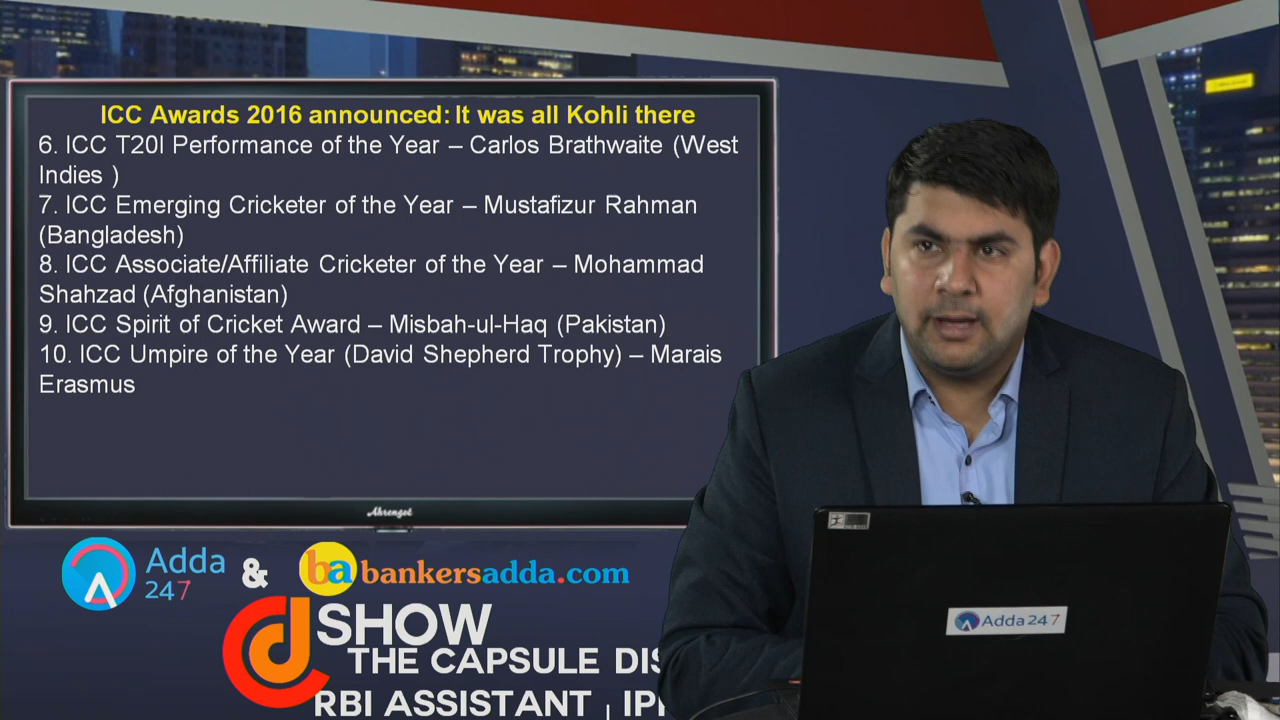 ICC Awards 2016 announced: It was all Kohli there
6. ICC T20I Performance of the Year – Carlos Brathwaite (West
Indies )
7. ICC Emerging Cricketer of the Year – Mustafizur Rahman
(Bangladesh)
8. ICC Associate/Affiliate Cricketer of the Year – Mohammad
Shahzad (Afghanistan)
9. ICC Spirit of Cricket Award – Misbah-ul-Haq (Pakistan)
10. ICC Umpire of the Year (David Shepherd Trophy) – Marais
Erasmus
Adda
247
&
ba bankersadda.com
cd SHOW
THE CAPSULE
RBI ASSISTANT |
Adda247